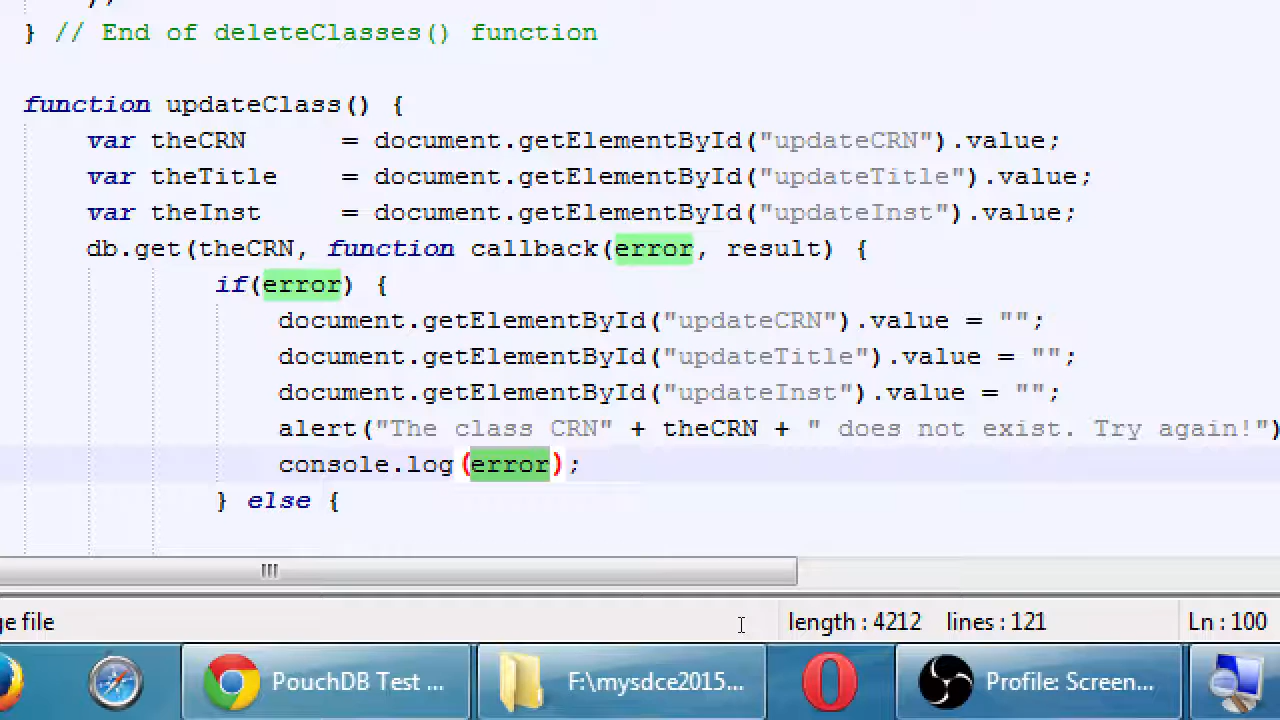 } // End of deleteClasses() function
function updateClass() {
var theCRN = document.getElementById("updateCRN").value;
var theTitle = document.getElementById("updateTitle").value;
var theInst = document.getElementById("updateInst").value;
db.get(theCRN, function callback(error, result) {
if(error) {
document.getElementById("updateCRN").value = "";
document.getElementById("updateTitle").value = "";
document.getElementById("updateInst").value = "";
alert("The class CRN" + theCRN + " does not exist. Try again!")
console.log(error);
} else {
ge file length : 4212 lines : 121 Ln : 100
PouchDB Test ... F:\mysdce2015... Profile: Screen...